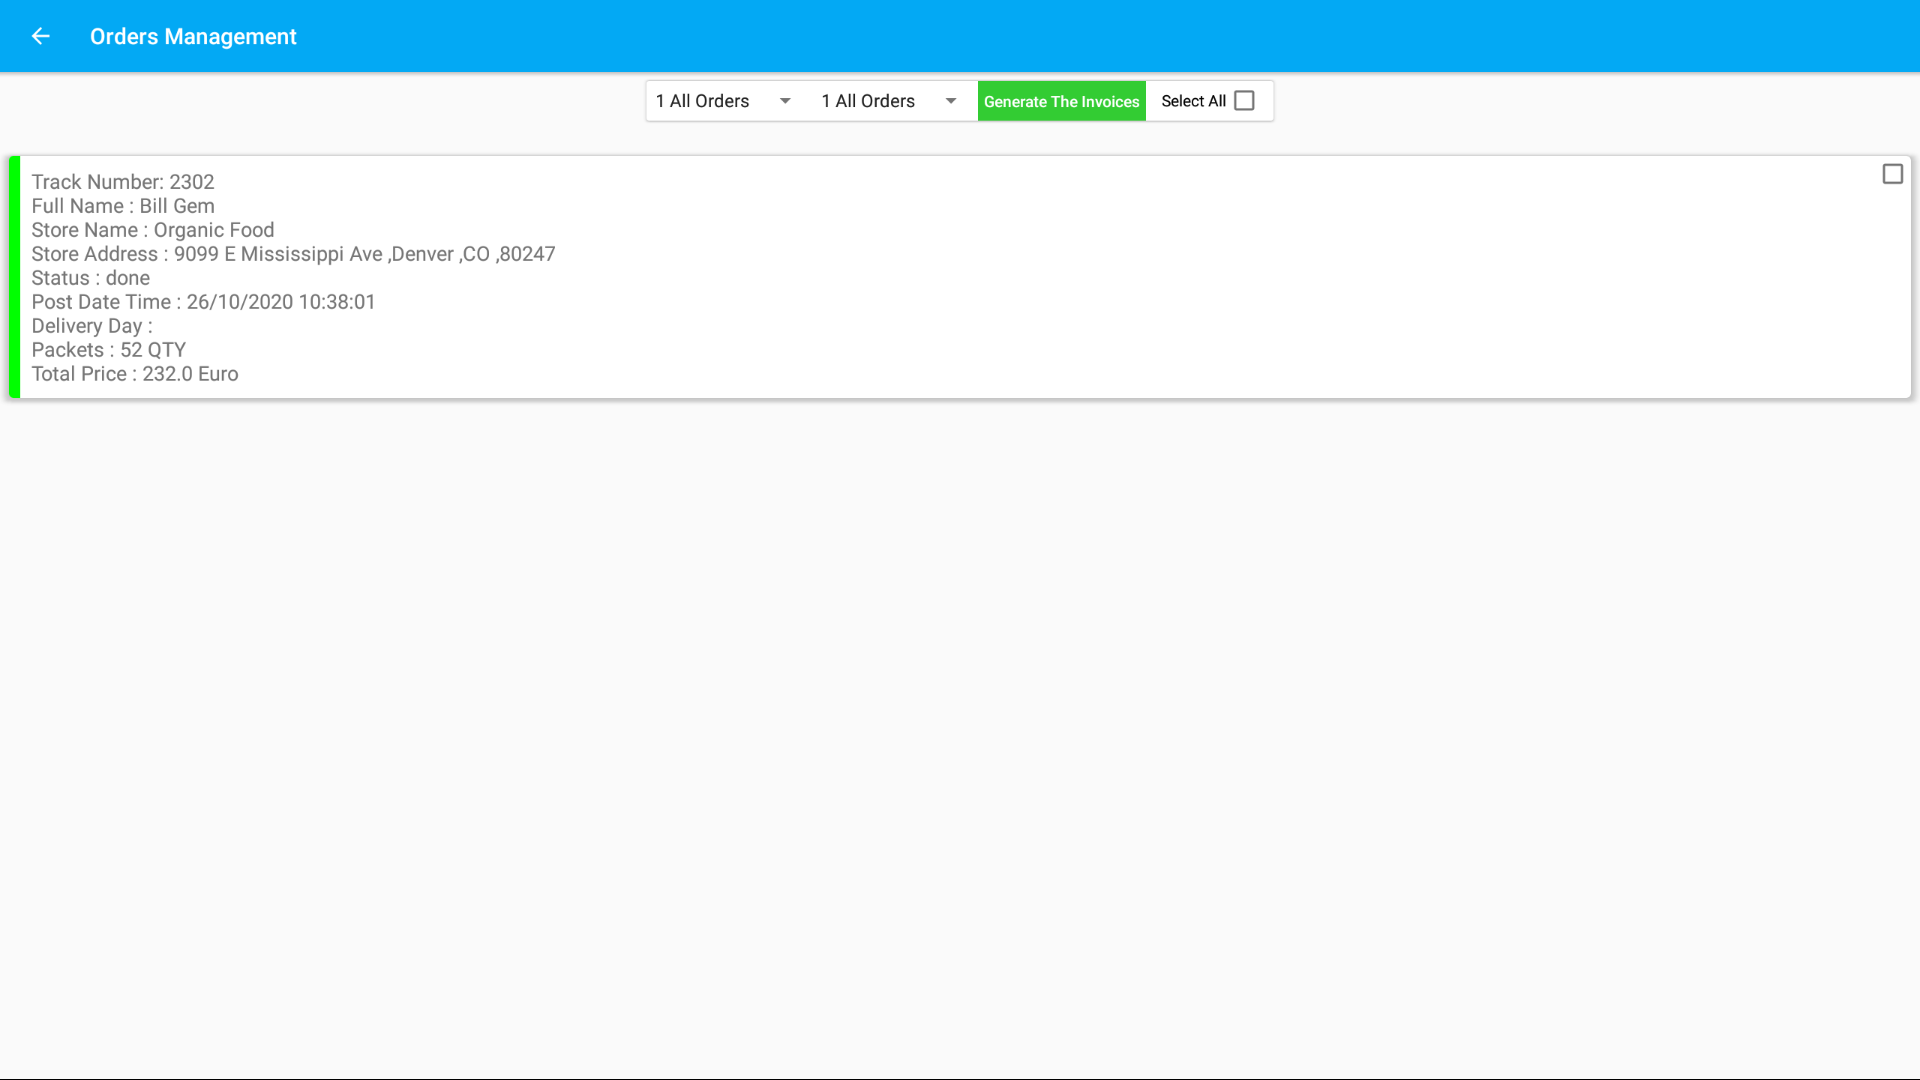 Orders Management
1 All Orders 1 All Orders Generate The Invoices Select All
Track Number: 2302
Full Name : Bill Gem
Store Name : Organic Food
Store Address : 9099 E Mississippi Ave ,Denver ,CO ,80247
Status : done
Post Date Time : 26/10/2020 10:38:01
Delivery Day :
Packets : 52 QTY
Total Price : 232.0 Euro